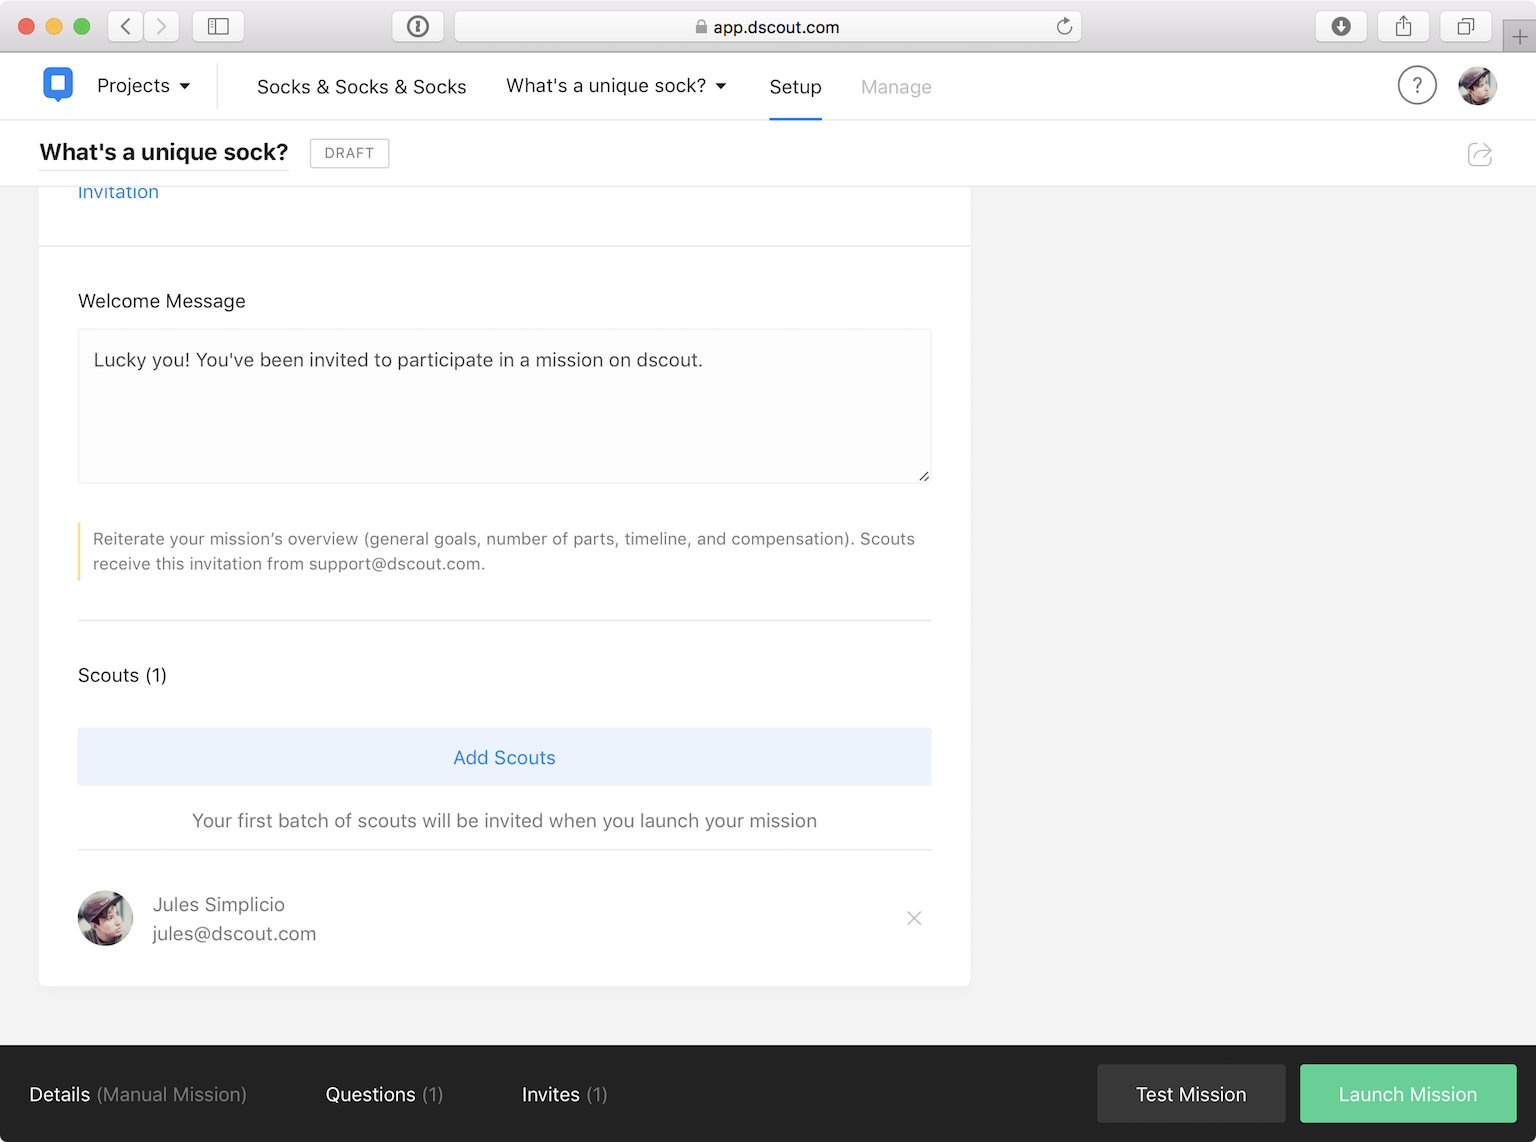 app.dscout.com
Projects
Socks & Socks & Socks
What's a unique sock?
Setup
Manage
?
What's a unique sock?
DRAFT
Invitation
Welcome Message
Lucky you! You've been invited to participate in a mission on dscout.
Reiterate your mission’s overview (general goals, number of parts, timeline, and compensation). Scouts
receive this invitation from support@dscout.com.
Scouts (1)
Add Scouts
Your first batch of scouts will be invited when you launch your mission
Jules Simplicio
jules@dscout.com
Details (Manual Mission)
Questions (1)
Invites (1)
Test Mission
Launch Mission